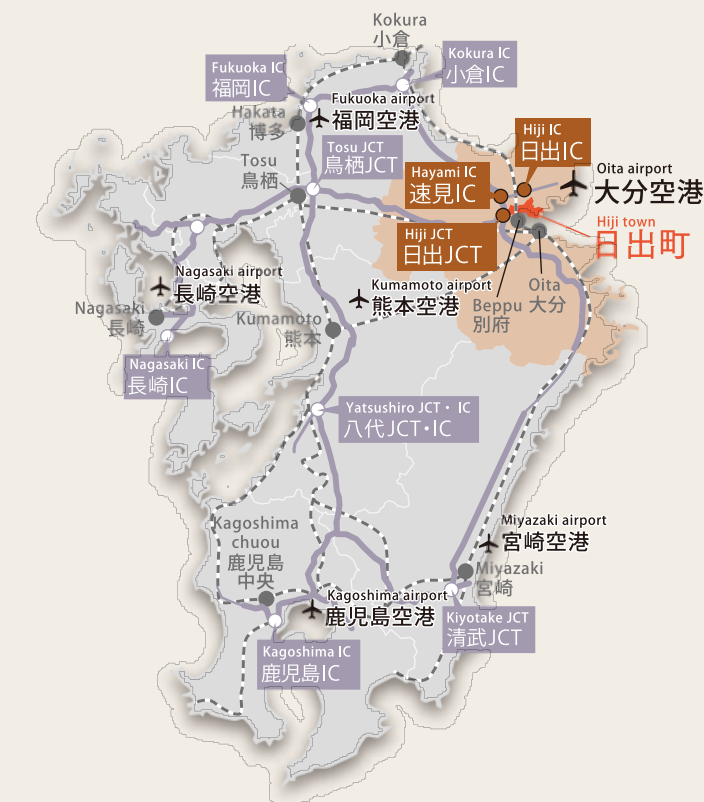 Kokura
小倉
Kokura IC
小倉IC
Fukuoka IC
福岡IC
Fukuoka airport
福岡空港
Hakata
博多
Tosu JCT
鳥栖JCT
Tosu
鳥栖
Hiji IC
日出IC
Hayami IC
速見IC
Oita airport
大分空港
Hiji JCT
日出JCT
Hiji town
日出町
Nagasaki airport
長崎空港
Kumamoto airport
熊本空港
Oita
大分
Beppu
別府
Nagasaki
長崎
Kumamoto
熊本
Nagasaki IC
長崎IC
Yatsushiro JCT・ IC
八代JCT・IC
Kagoshima
chuou
鹿児島
中央
Miyazaki airport
宮崎空港
Miyazaki
宮崎
Kagoshima airport
鹿児島空港
Kiyotake JCT
清武JCT
Kagoshima IC
鹿児島IC